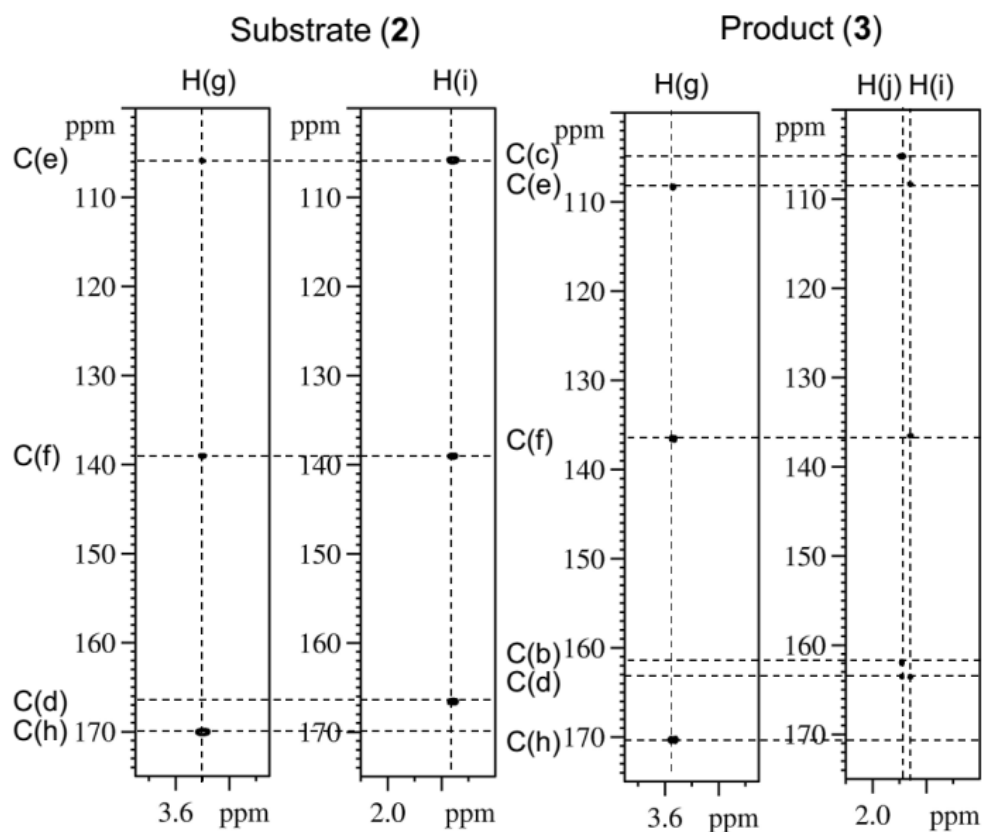 Substrate (2)
Product (3)
H(g)
H(i)
H(g)
H(j) H(i)
ppm
ppm
ppm
ppm
C(e)
C(c)
C(e)
110
110
110
110
120
120
120
120
130
130
130
130
C(f)
C(f)
140
140
140
140
150
150
150
150
160
160
C(b)
160
160
C(d)
C(d)
C(h)
170
170
C(h)
170
170
3.6 ppm
2.0 ppm
3.6 ppm
2.0 ppm